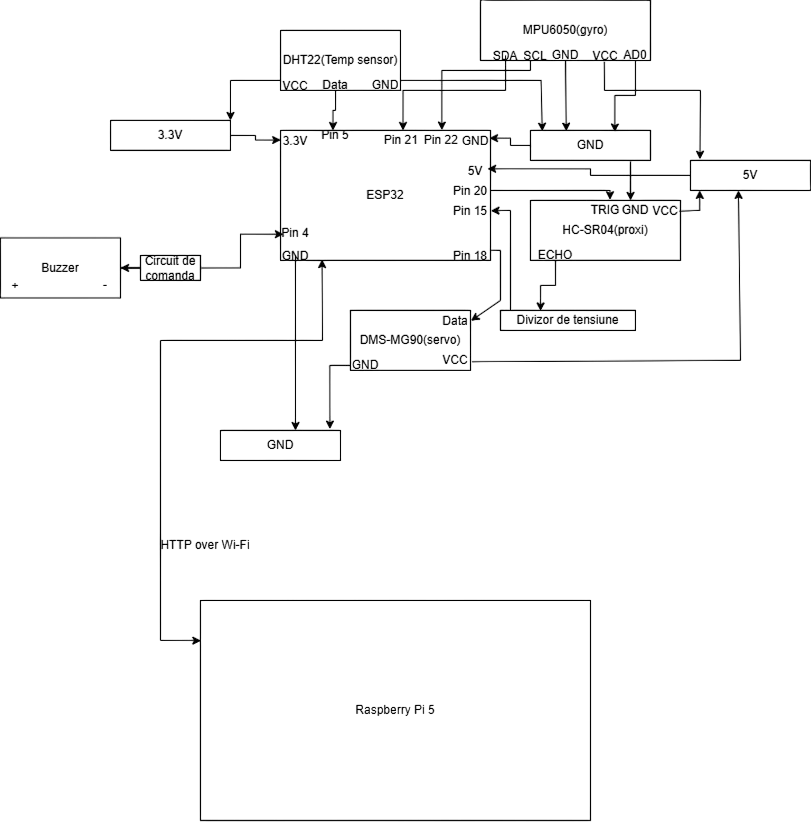 MPU6050(gyro)
SDA SCL GND VCC AD0
DHT22(Temp sensor)
VCC Data GND
3.3V
Pin 5
3.3V
Pin 21 Pin 22 GND
GND
ESP32
5V
5V
Pin 20
Pin 15
TRIG GND VCC
HC-SR04(proxi)
ECHO
Pin 4
GND
Pin 18
Buzzer
+ -
Circuit de
comanda
Data
DMS-MG90(servo)
GND
VCC
Divizor de tensiune
GND
HTTP over Wi-Fi
Raspberry Pi 5